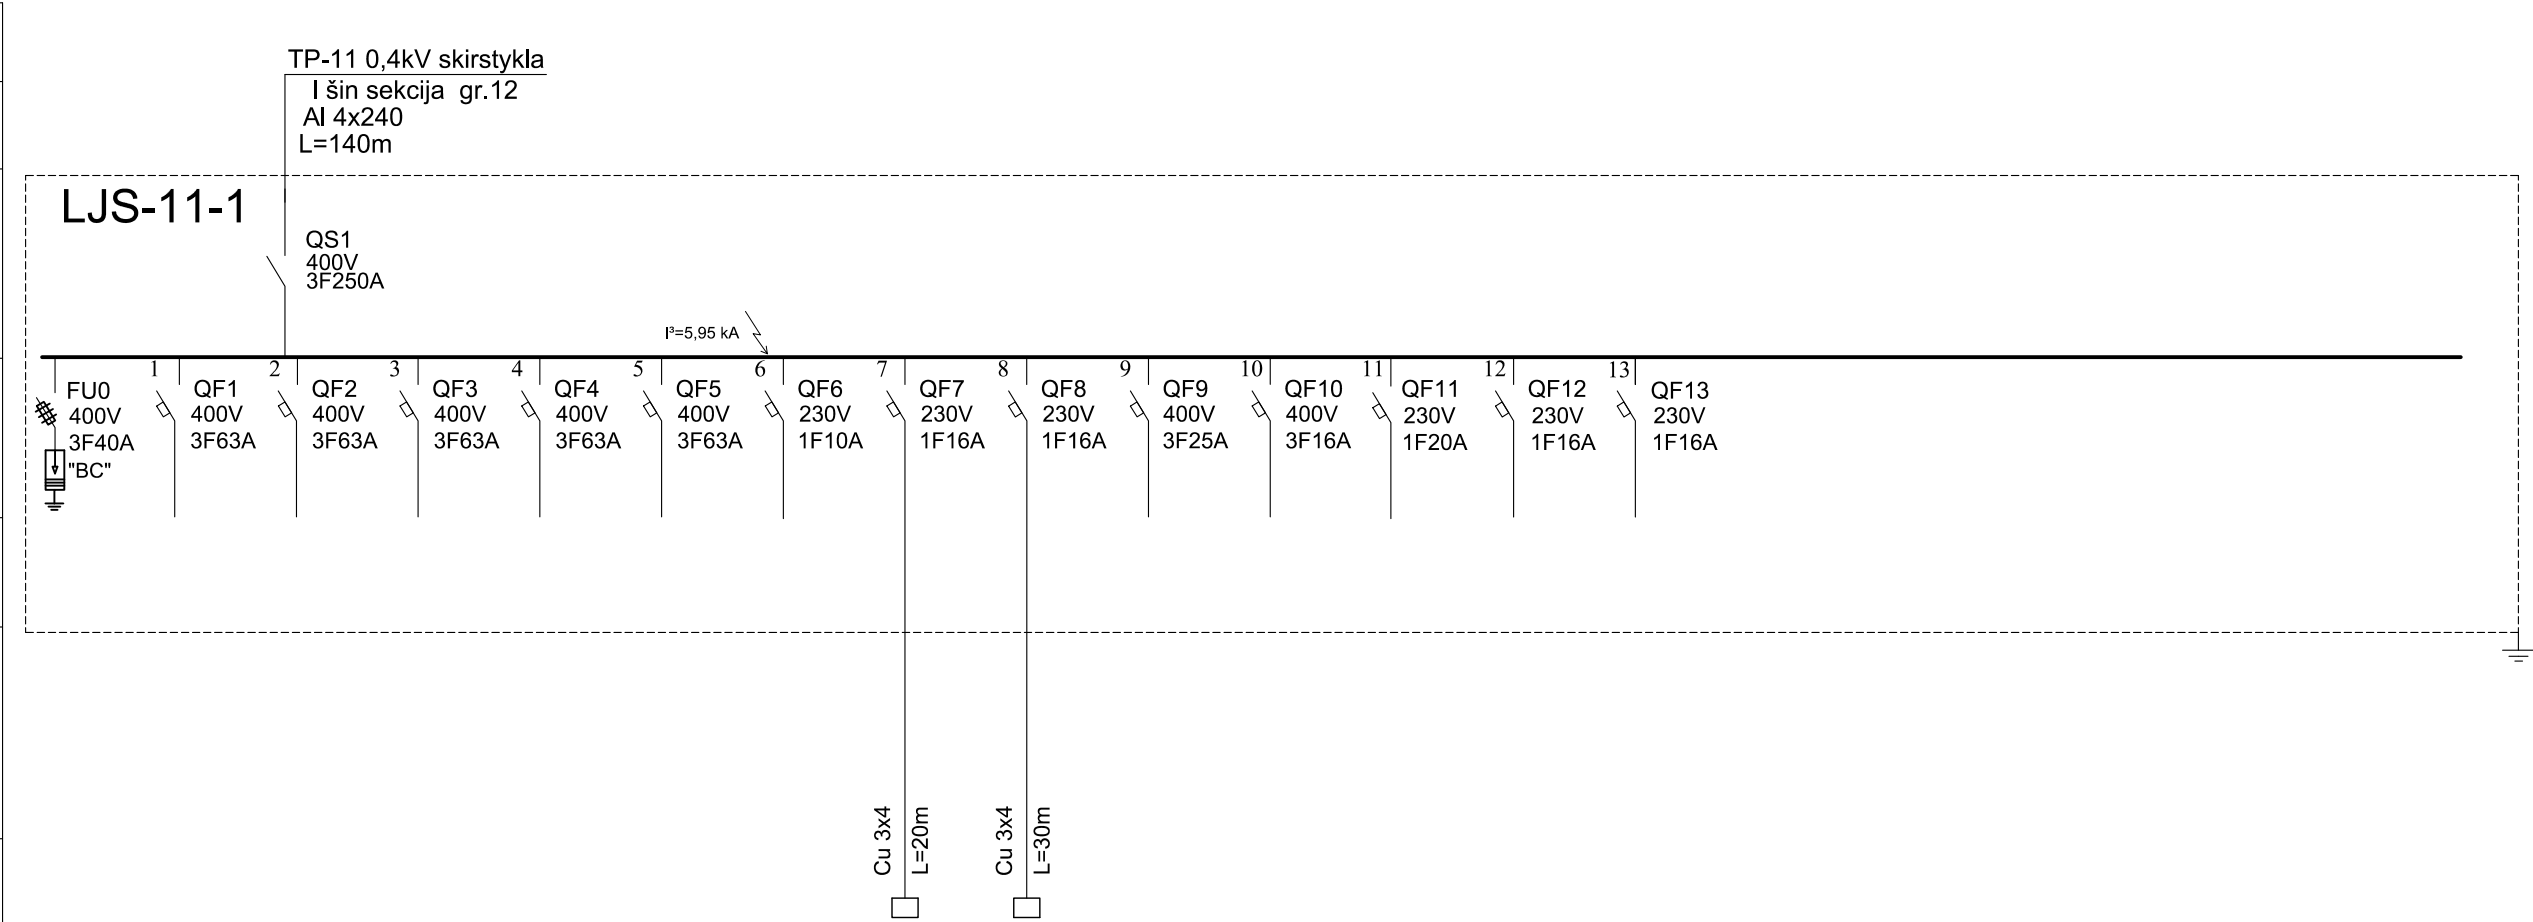 TP-11 0,4kV skirstykla
I šin sekcija gr.12
Al 4x240
L=140m
LJS-11-1
QS1
400V
3F250A
I³=5,95 kA
FU0
400V
3F40A
"BC"
1
QF1
400V
3F63A
2
QF2
400V
3F63A
3
QF3
400V
3F63A
4
QF4
400V
3F63A
5
QF5
400V
3F63A
6
QF6
230V
1F10A
7
QF7
230V
1F16A
8
QF8
230V
1F16A
9
QF9
400V
3F25A
10
QF10
400V
3F16A
11
QF11
230V
1F20A
12
QF12
230V
1F16A
13
QF13
230V
1F16A
Cu 3x4
L=20m
Cu 3x4
L=30m